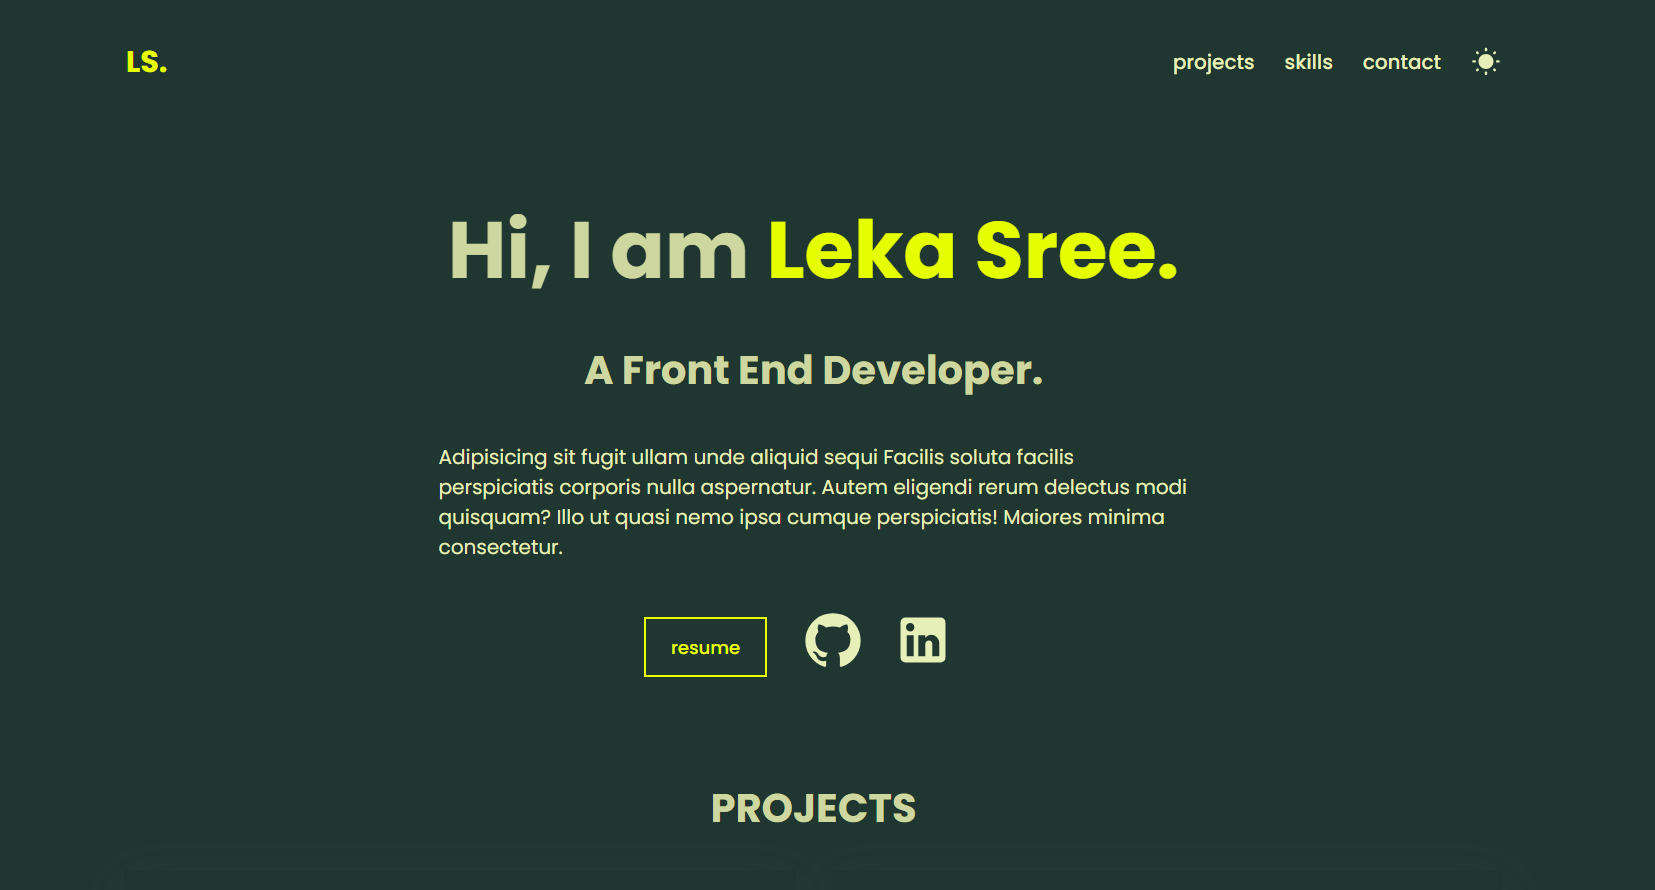 LS.
projects skills contact
Hi, I am Leka Sree.
A Front End Developer.
Adipisicing sit fugit ullam unde aliquid sequi Facilis soluta facilis
perspiciatis corporis nulla aspernatur. Autem eligendi rerum delectus modi
quisquam? Illo ut quasi nemo ipsa cumque perspiciatis! Maiores minima
consectetur.
resume in
PROJECTS